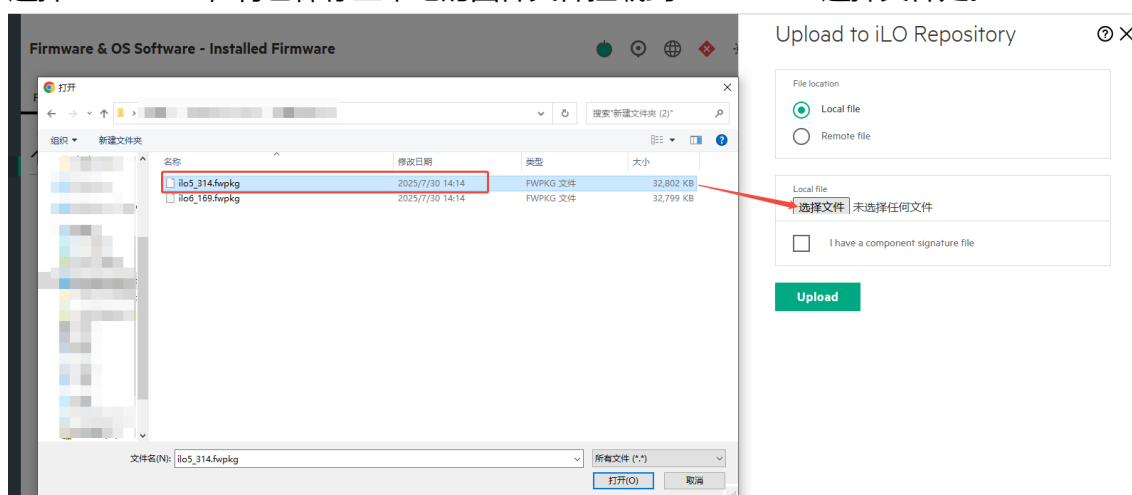 Firmware & OS Software - Installed Firmware
Upload to iLO Repository
打开
搜索"新建文件夹 (2)"
组织
新建文件夹
名称
修改日期
类型
大小
ilo5_314.fwpkg
2025/7/30 14:14
FWPKG 文件
32,802 KB
ilo6_169.fwpkg
2025/7/30 14:14
FWPKG 文件
32,799 KB
文件名(N):
ilo5_314.fwpkg
所有文件 (*.*)
打开(O)
取消
File location
Local file
Remote file
Local file
选择文件
未选择任何文件
I have a component signature file
Upload